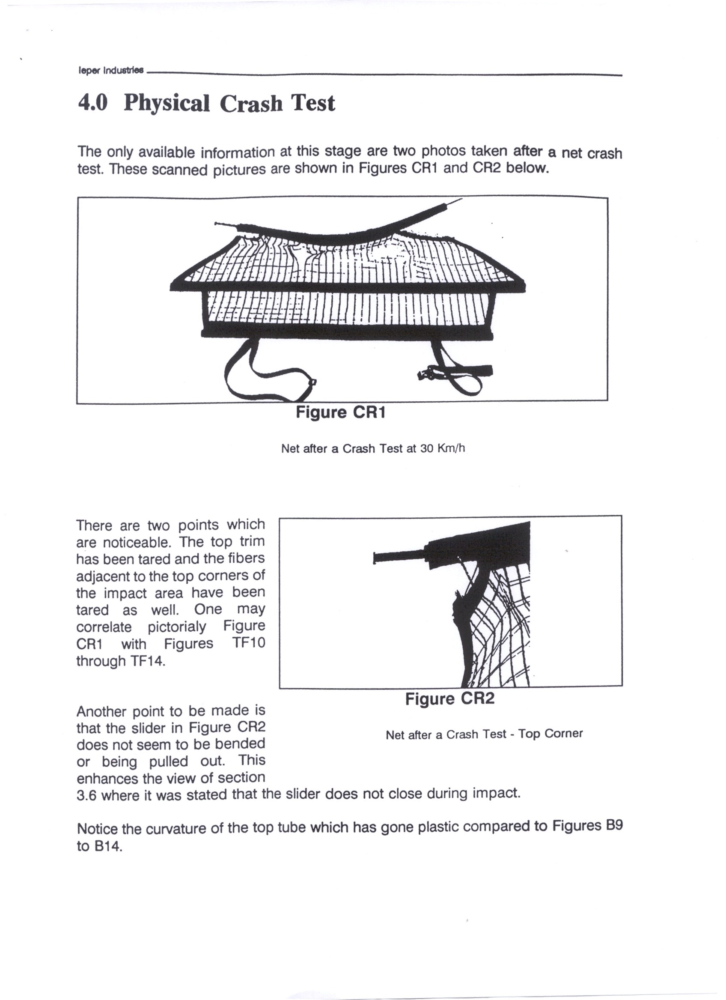 Ieper Industries
4.0 Physical Crash Test
The only available information at this stage are two photos taken after a net crash
test. These scanned pictures are shown in Figures CR1 and CR2 below.
Figure CR1
Net after a Crash Test at 30 Km/h
There are two points which
are noticeable. The top trim
has been tared and the fibers
adjacent to the top corners of
the impact area have been
tared as well. One may
correlate pictorialy Figure
CR1 with Figures TF10
through TF14.
Figure CR2
Net after a Crash Test - Top Corner
Another point to be made is
that the slider in Figure CR2
does not seem to be bended
or being pulled out. This
enhances the view of section
3.6 where it was stated that the slider does not close during impact.
Notice the curvature of the top tube which has gone plastic compared to Figures B9
to B14.